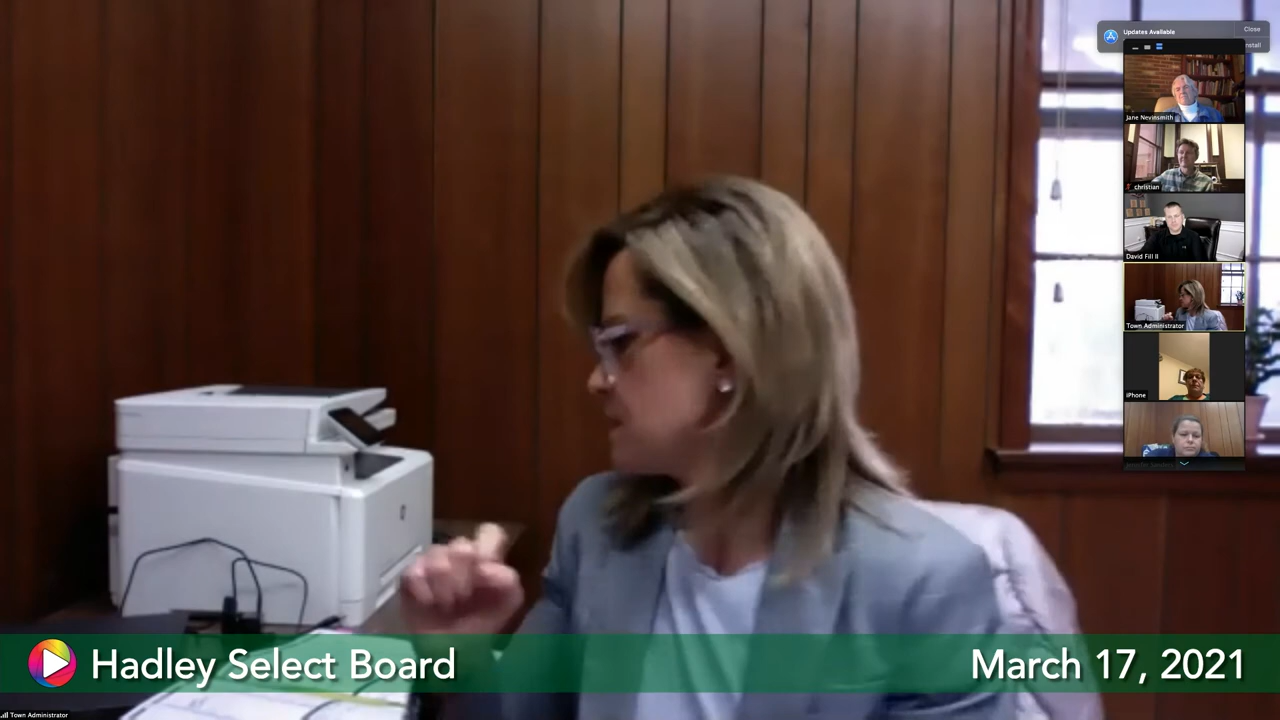 Updates Available
Close
nstall
Jane Nevinsmith
christian
David Fill II
Town Administrator
iPhone
Hadley Select Board
March 17, 2021
Town Administrator